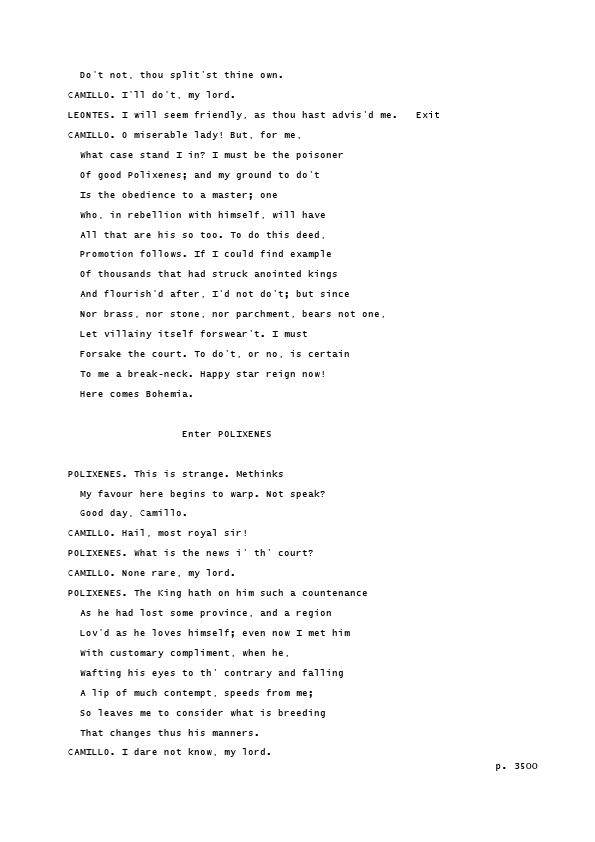 Do't not, thou split'st thine own.
CAMILLO. I'll do't, my lord.
LEONTES. I will seem friendly, as thou hast advis'd me.   Exit
CAMILLO. O miserable lady! But, for me,
What case stand I in? I must be the poisoner
Of good Polixenes; and my ground to do't
Is the obedience to a master; one
Who, in rebellion with himself, will have
All that are his so too. To do this deed,
Promotion follows. If I could find example
Of thousands that had struck anointed kings
And flourish'd after, I'd not do't; but since
Nor brass, nor stone, nor parchment, bears not one,
Let villainy itself forswear't. I must
Forsake the court. To do't, or no, is certain
To me a break-neck. Happy star reign now!
Here comes Bohemia.
Enter POLIXENES
POLIXENES. This is strange. Methinks
My favour here begins to warp. Not speak?
Good day, Camillo.
CAMILLO. Hail, most royal sir!
POLIXENES. What is the news i' th' court?
CAMILLO. None rare, my lord.
POLIXENES. The King hath on him such a countenance
As he had lost some province, and a region
Lov'd as he loves himself; even now I met him
With customary compliment, when he,
Wafting his eyes to th' contrary and falling
A lip of much contempt, speeds from me;
So leaves me to consider what is breeding
That changes thus his manners.
CAMILLO. I dare not know, my lord.
p. 3500